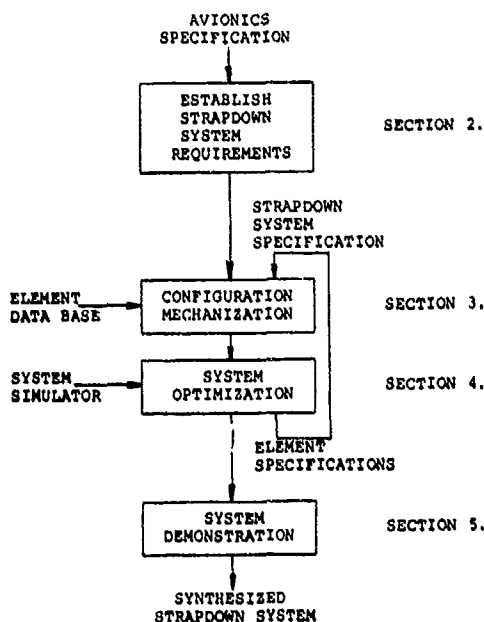 AVIONICS
SPECIFICATION
ESTABLISH
STRAPDOWN
SYSTEM
REQUIREMENTS
SECTION 2.
STRAPDOWN
SYSTEM
SPECIFICATION
ELEMENT
DATA BASE
CONFIGURATION
MECHANIZATION
SECTION 3.
SYSTEM
SIMULATOR
SYSTEM
OPTIMIZATION
SECTION 4.
ELEMENT
SPECIFICATIONS
SYSTEM
DEMONSTRATION
SECTION 5.
SYNTHESIZED
STRAPDOWN SYSTEM